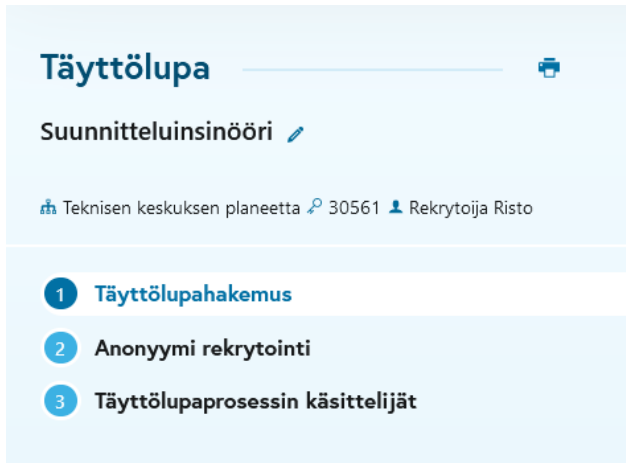 Täyttölupa
Suunnitteluinsinööri
Teknisen keskuksen planeetta 30561 Rekrytoija Risto
1 Täyttölupahakemus
2 Anonyymi rekrytointi
3 Täyttölupaprosessin käsittelijät